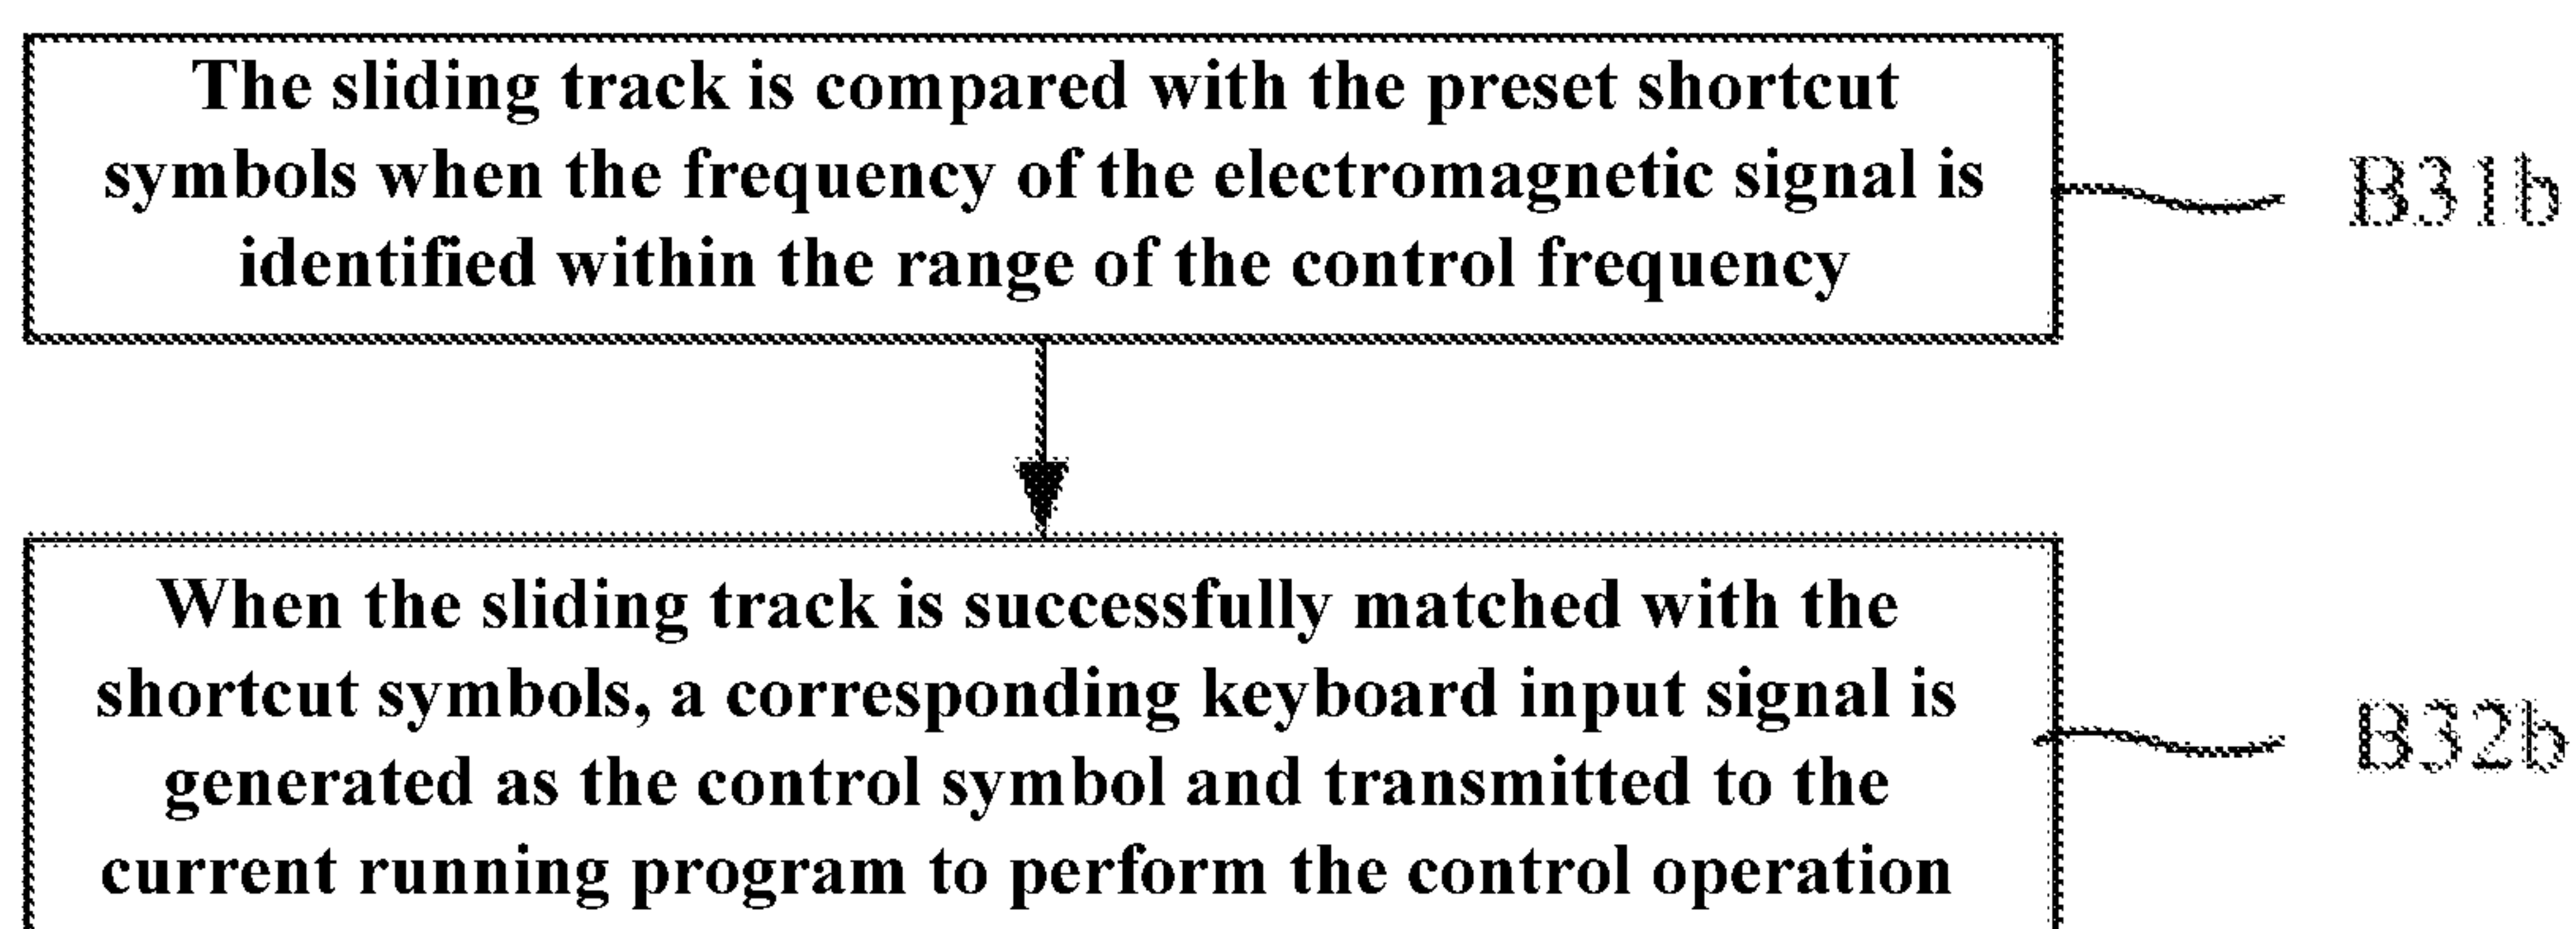 The sliding track is compared with the preset shortcut
symbols when the frequency of the electromagnetic signal is
identified within the range of the control frequency
B31b
When the sliding track is successfully matched with the
shortcut symbols, a corresponding keyboard input signal is
generated as the control symbol and transmitted to the
current running program to perform the control operation
B32b